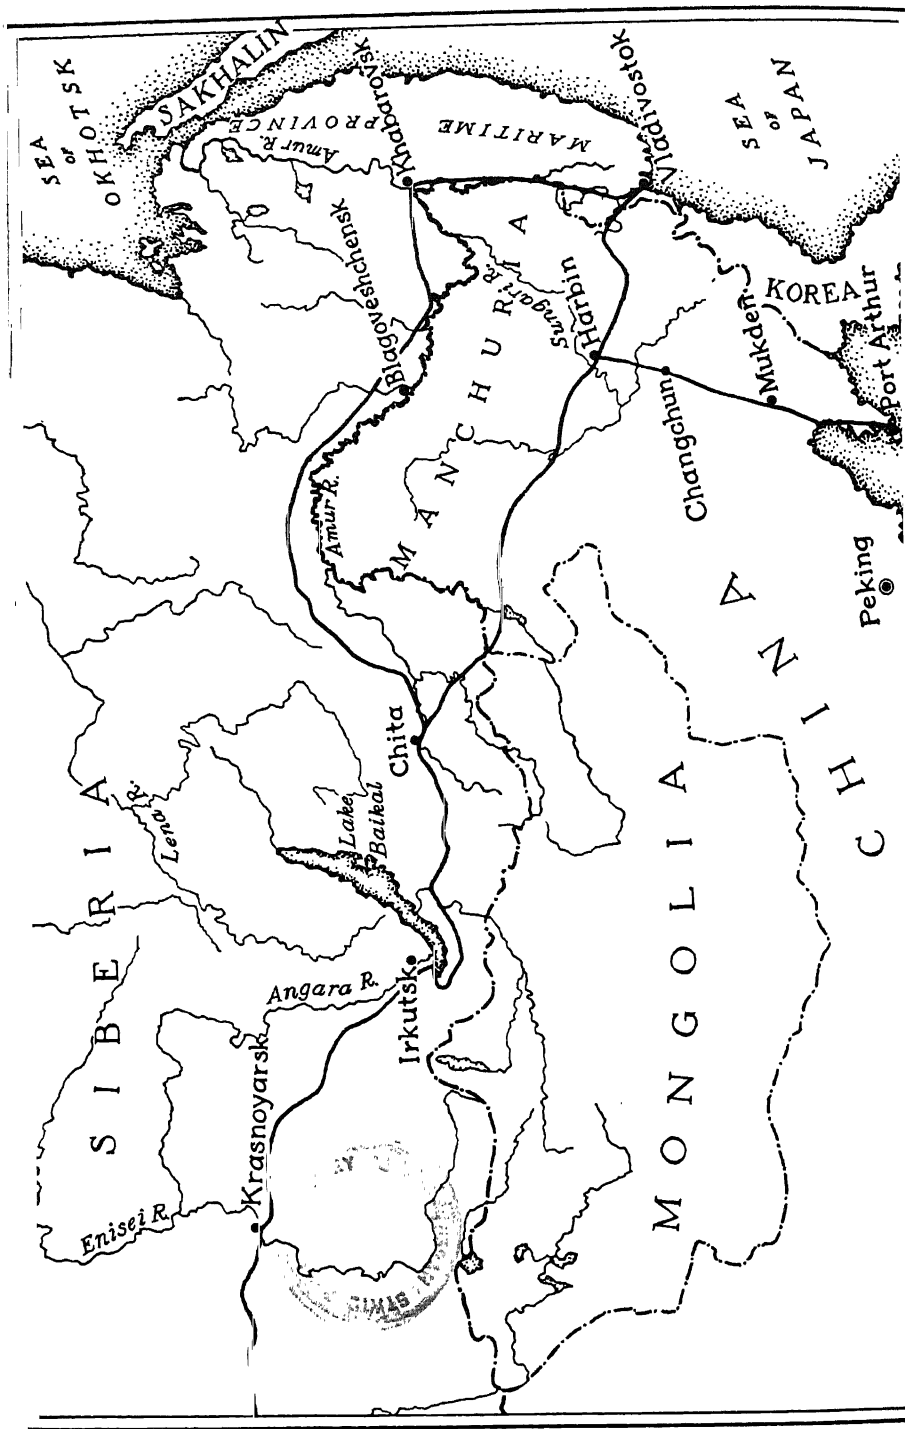 SEA
OF
OKHOTSK
SAKHALIN
SIBERIA
Lena R.
Amur R.
MARITIME
PROVINCE
Enisei R.
Krasnoyarsk
Angara R.
Irkutsk
Lake
Baikal
Chita
Amur R.
Blagoveshchensk
Khabarovsk
MANCHURIA
Sungari R.
Harbin
Vladivostok
SEA
OF
JAPAN
MONGOLIA
Changchun
Mukden
KOREA
CHINA
Peking
Port Arthur
STATE